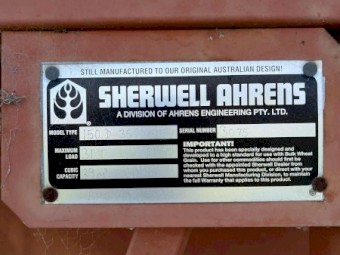 STILL MANUFACTURED TO OUR ORIGINAL AUSTRALIAN DESIGN!
SHERWELL AHRENS
A DIVISION OF AHRENS ENGINEERING PTY. LTD.
MODEL TYPE
SERIAL NUMBER
MAXIMUM LOAD
CUBIC CAPACITY
IMPORTANT!
This product has been specially designed and
developed to a high standard for use with Bulk Wheat
Grain. Use for other commodities should first be
checked with the appointed Sherwell Dealer from
whom you purchased this product, or direct with your
nearest Sherwell Manufacturing Division, to maintain
the full Warranty that applies to this product.